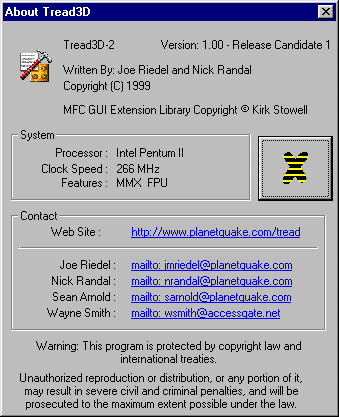 About Tread3D
Tread3D-2 Version: 1.00 - Release Candidate 1
Written By: Joe Riedel and Nick Randal
Copyright (C) 1999
MFC GUI Extension Library Copyright © Kirk Stowell
System
Processor : Intel Pentum II
Clock Speed : 266 MHz
Features : MMX FPU
Contact
Web Site : http://www.planetquake.com/tread
Joe Riedel : mailto: jmriedel@planetquake.com
Nick Randal : mailto: nrandal@planetquake.com
Sean Arnold : mailto: sarnold@planetquake.com
Wayne Smith : mailto: wsmith@accessgate.net
Warning: This program is protected by copyright law and
international treaties.
Unauthorized reproduction or distribution, or any portion of it,
may result in severe civil and criminal penalties, and will be
prosecuted to the maximum extent possible under the law.